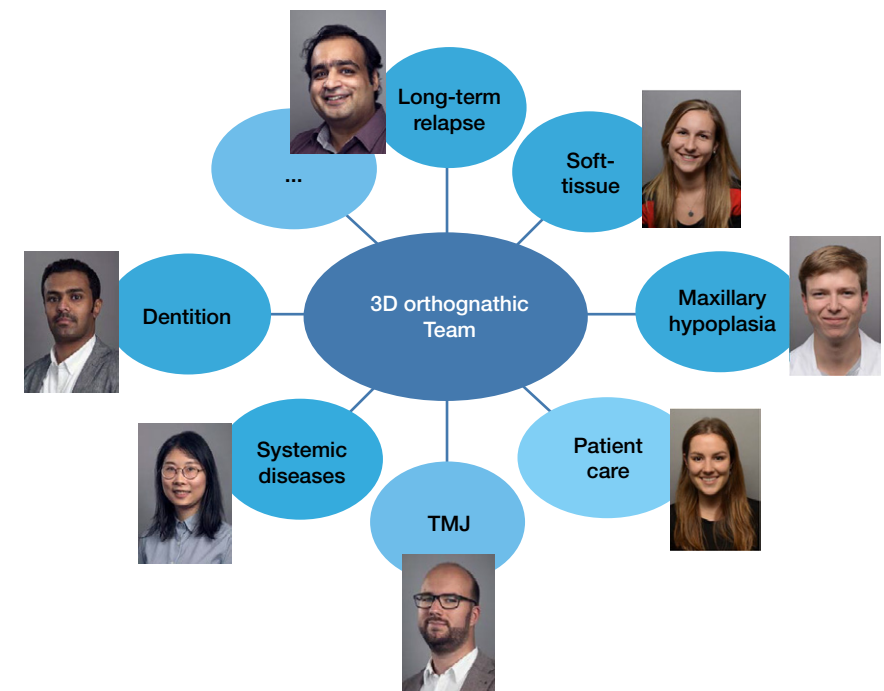 Long-term
relapse
Soft-
tissue
...
Maxillary
hypoplasia
3D orthognathic
Team
Dentition
Patient
care
Systemic
diseases
TMJ